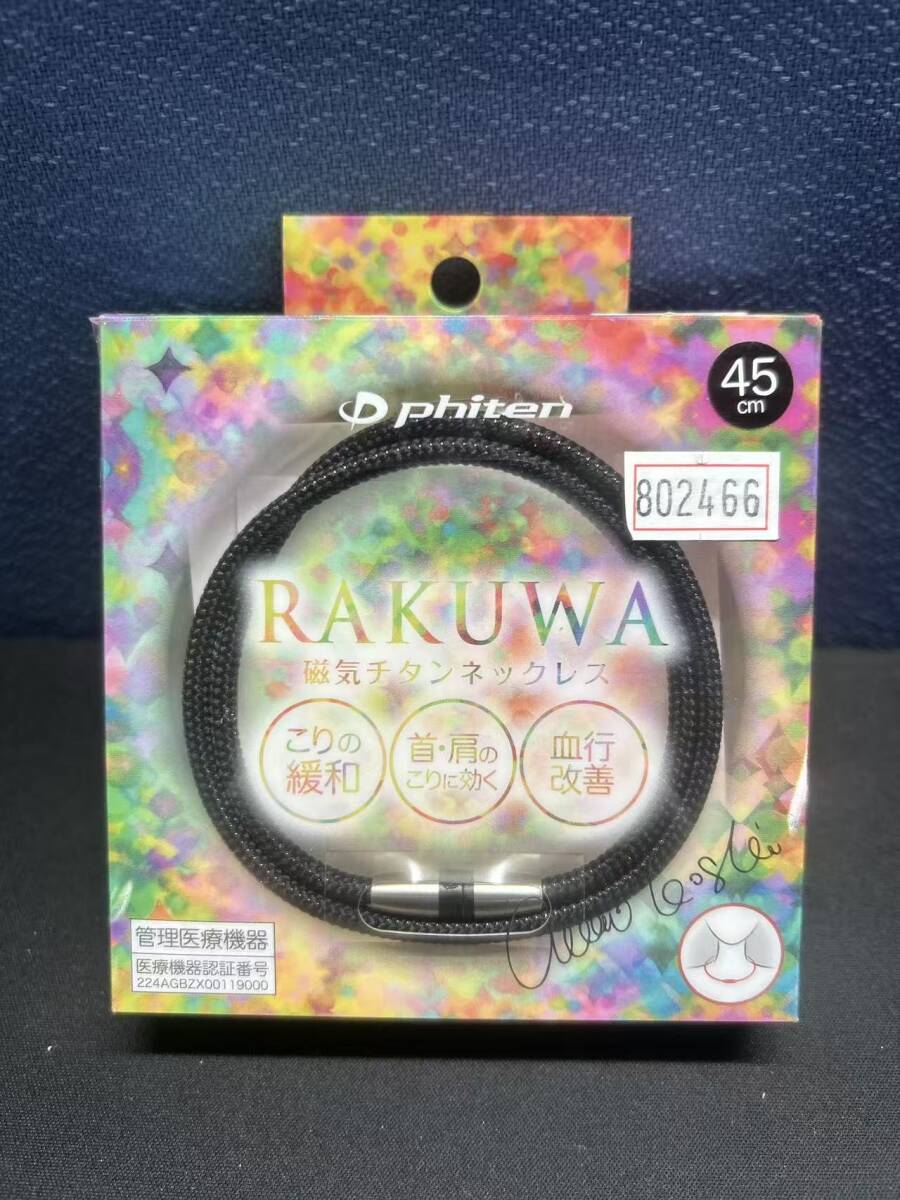 45
cm
phiten
802466
RAKUWA
磁気チタンネックレス
こりの
緩和
首・肩の
こりに効く
血行
改善
管理医療機器
医療機器認証番号
224AGBZX00119000